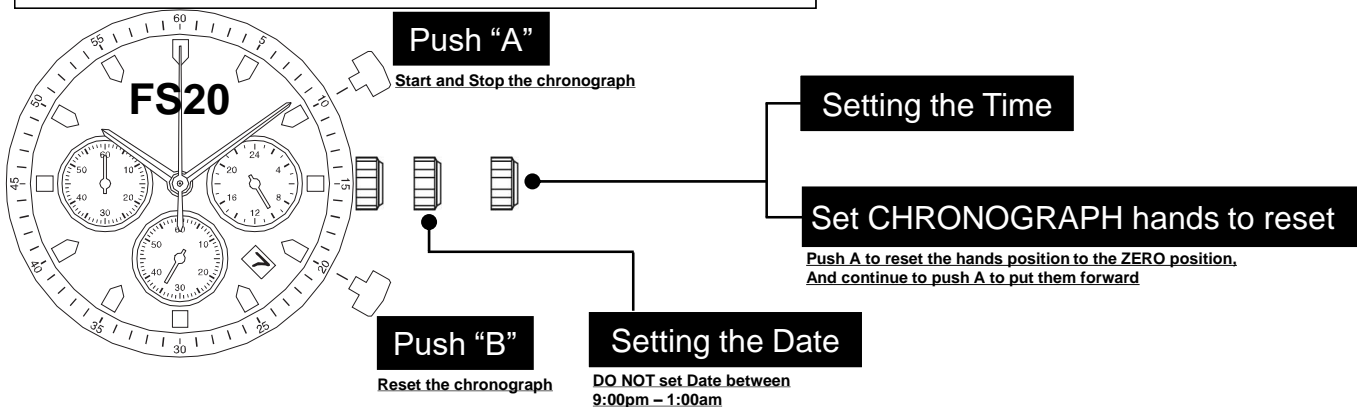 Push “A”
Start and Stop the chronograph
FS20
60
5
10
15
20
25
30
35
40
45
50
55
60
10
20
30
40
50
24
4
8
12
16
20
60
10
20
30
40
50
7
Setting the Time
Set CHRONOGRAPH hands to reset
Push A to reset the hands position to the ZERO position,
And continue to push A to put them forward
Push “B”
Reset the chronograph
Setting the Date
DO NOT set Date between
9:00pm – 1:00am